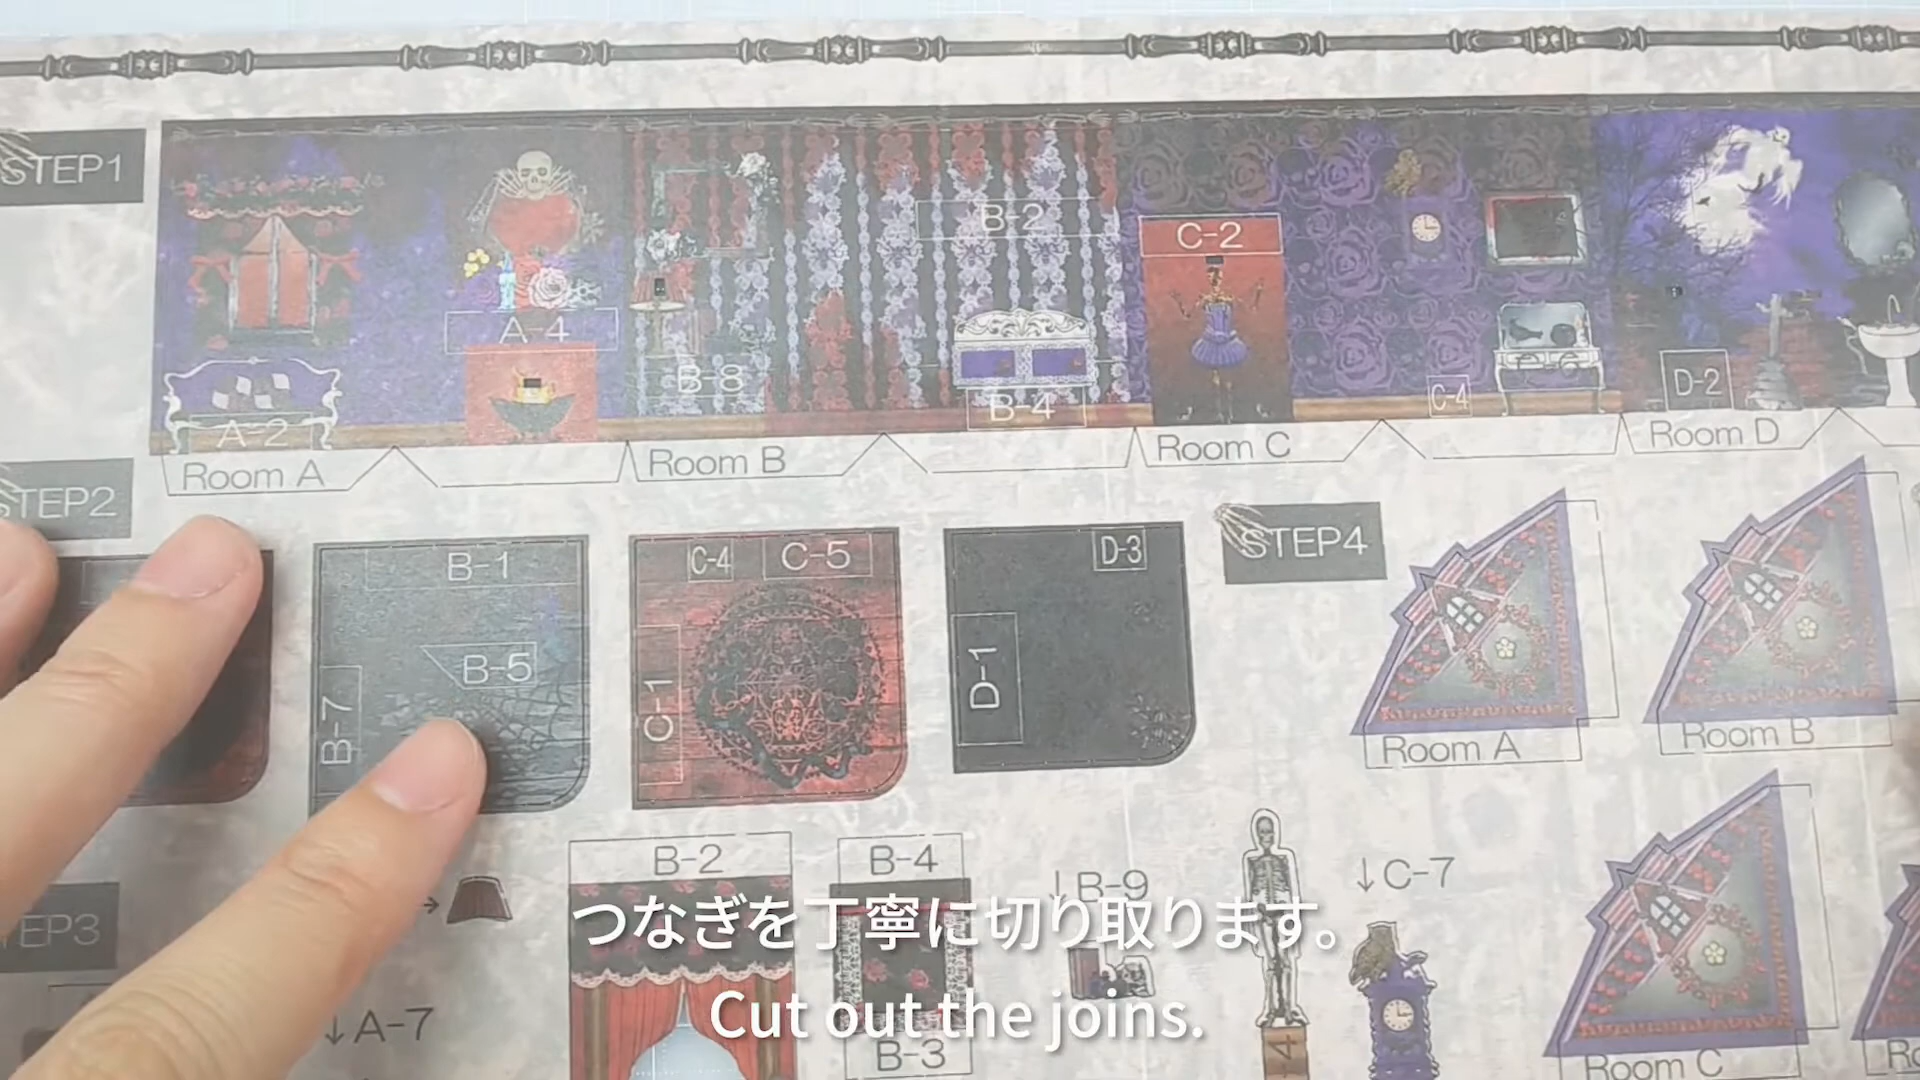 STEP1
B-2
C-2
A-4
B-8
C-6
A-2
B-4
C-4
D-2
Room A
Room B
Room C
Room D
STEP2
B-1
C-4
C-5
D-3
STEP4
B-5
B-7
C-1
D-1
Room A
Room B
B-2
B-4
↓B-9
↓C-7
つなぎを丁寧に切り取ります。
Cut out the joins.
↓A-7
B-3
Room C